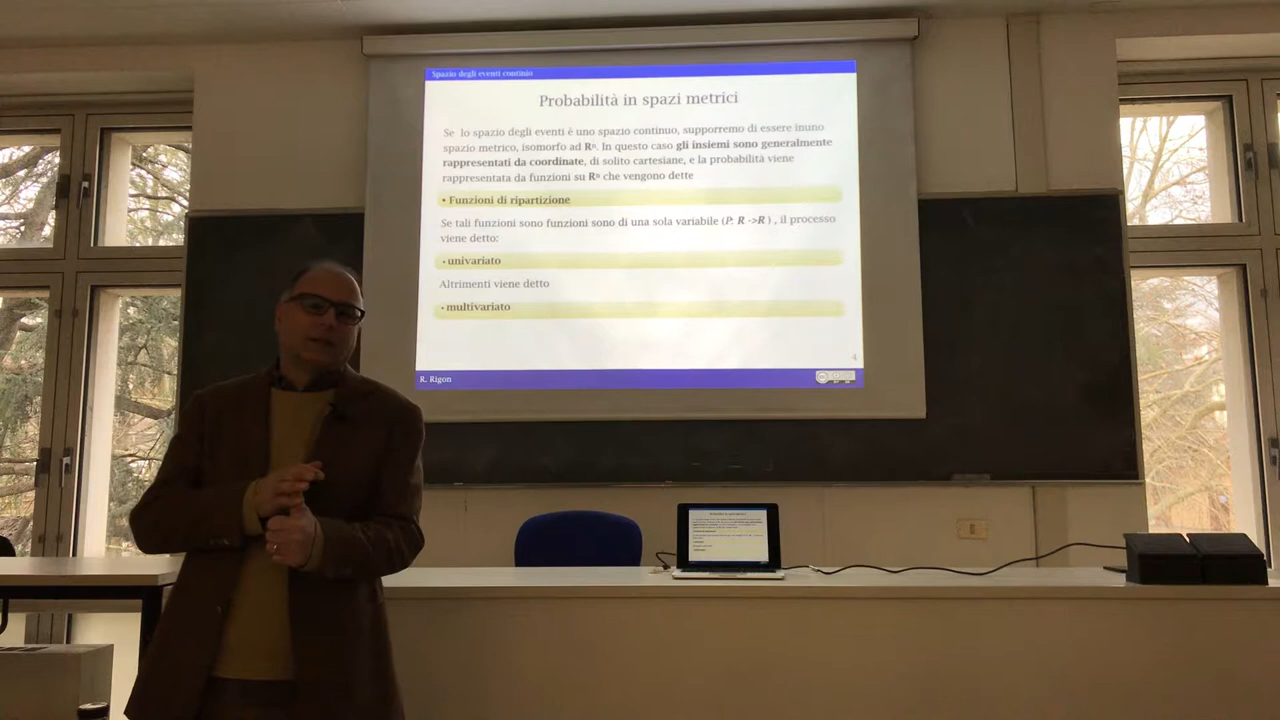 Spazio degli eventi continuo
Probabilità in spazi metrici
Se lo spazio degli eventi è uno spazio continuo, supporremo di essere inuno
spazio metrico, isomorfo ad Rⁿ. In questo caso gli insiemi sono generalmente
rappresentati da coordinate, di solito cartesiane, e la probabilità viene
rappresentata da funzioni su Rⁿ che vengono dette
• Funzioni di ripartizione
Se tali funzioni sono funzioni sono di una sola variabile (P: R ->R ) , il processo
viene detto:
• univariato
Altrimenti viene detto
• multivariato
4
R. Rigon